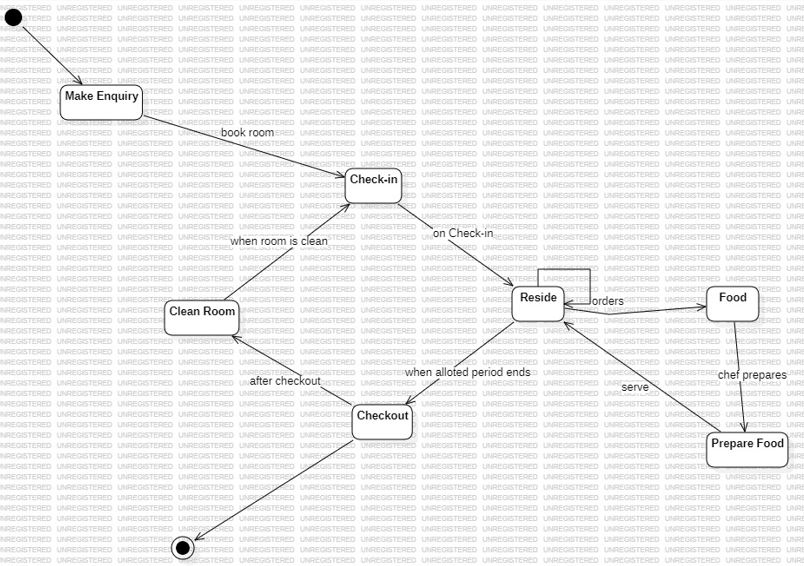 Make Enquiry
book room
Check-in
when room is clean
on Check-in
Clean Room
Reside
orders
Food
when alloted period ends
chef prepares
after checkout
serve
Checkout
Prepare Food
UNREGISTERED